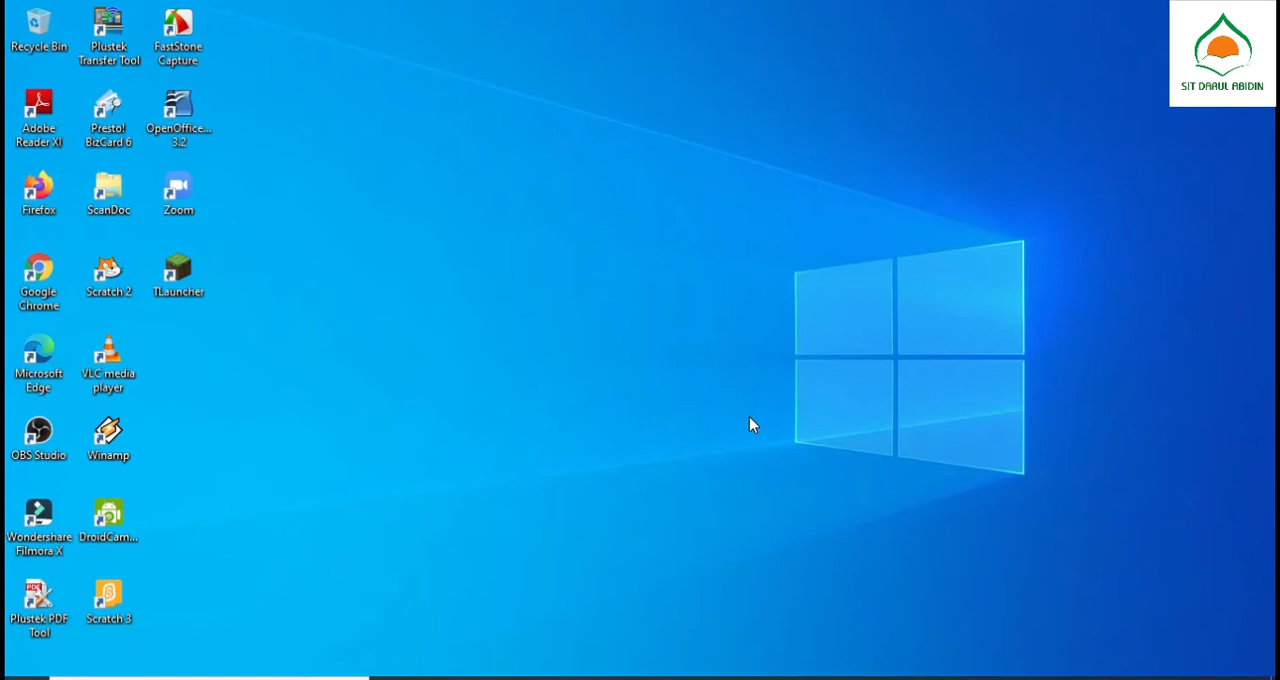 Recycle Bin
Plustek
Transfer Tool
FastStone
Capture
Adobe
Reader XI
Presto!
BizCard 6
OpenOffice...
3.2
Firefox
ScanDoc
Zoom
Google
Chrome
Scratch 2
TLauncher
Microsoft
Edge
VLC media
player
OBS Studio
Winamp
Wondershare
Filmora X
DroidCam...
PDF
Plustek PDF
Tool
Scratch 3
SIT DARUL ABIDIN